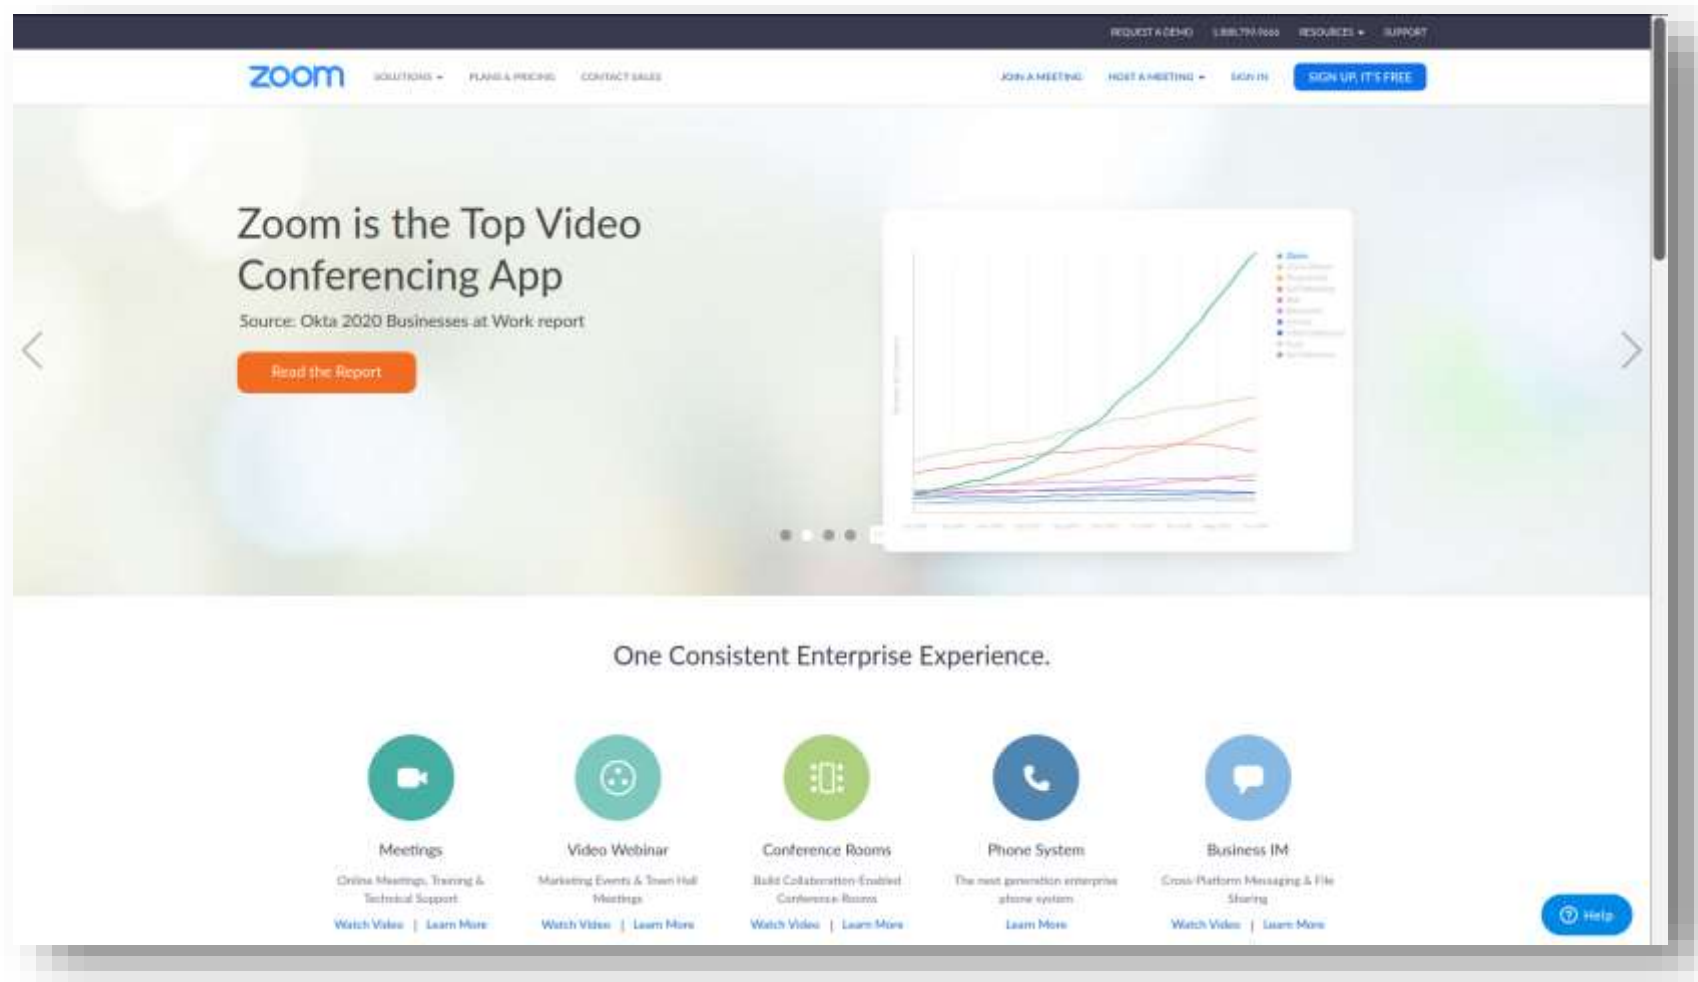 REQUEST A DEMO 1.888.799.9666 RESOURCES SUPPORT
zoom SOLUTIONS PLANS & PRICING CONTACT SALES JOIN A MEETING HOST A MEETING SIGN IN SIGN UP, IT'S FREE
Zoom is the Top Video
Conferencing App
Source: Okta 2020 Businesses at Work report
Read the Report
Zoom
One Consistent Enterprise Experience.
Meetings
Online Meetings, Training &
Technical Support
Watch Video | Learn More
Video Webinar
Marketing Events & Town Hall
Meetings
Watch Video | Learn More
Conference Rooms
Build Collaboration-Enabled
Conference Rooms
Watch Video | Learn More
Phone System
The next generation enterprise
phone system
Learn More
Business IM
Cross-Platform Messaging & File
Sharing
Watch Video | Learn More
Help